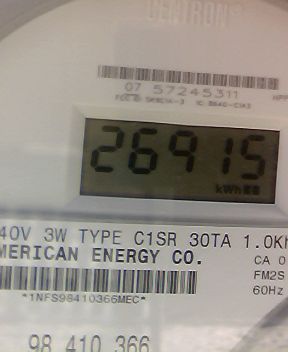 CENTRON®
07 57245311
26915
kWh
40V 3W TYPE C1SR 30TA 1.0Kh
MERICAN ENERGY CO.
CA 0
FM2S
*1NFS98410366MEC*
60Hz
98 410 366